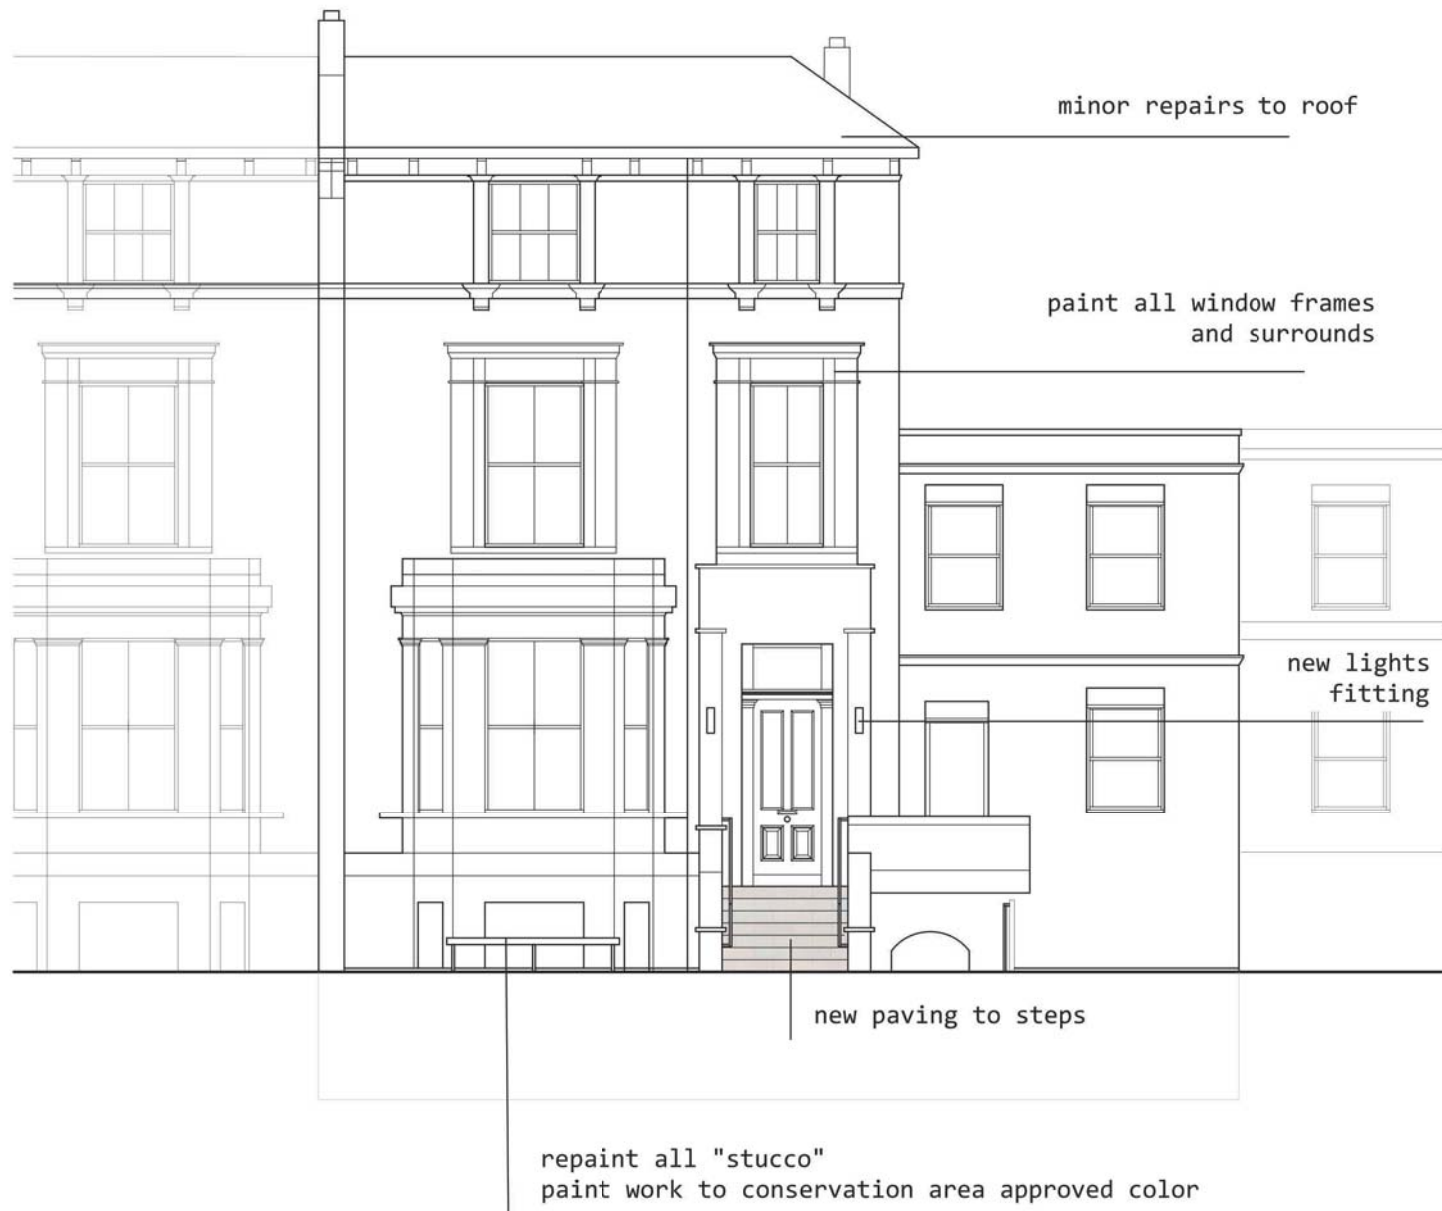 minor repairs to roof
paint all window frames
and surrounds
new lights
fitting
new paving to steps
repaint all "stucco"
paint work to conservation area approved color